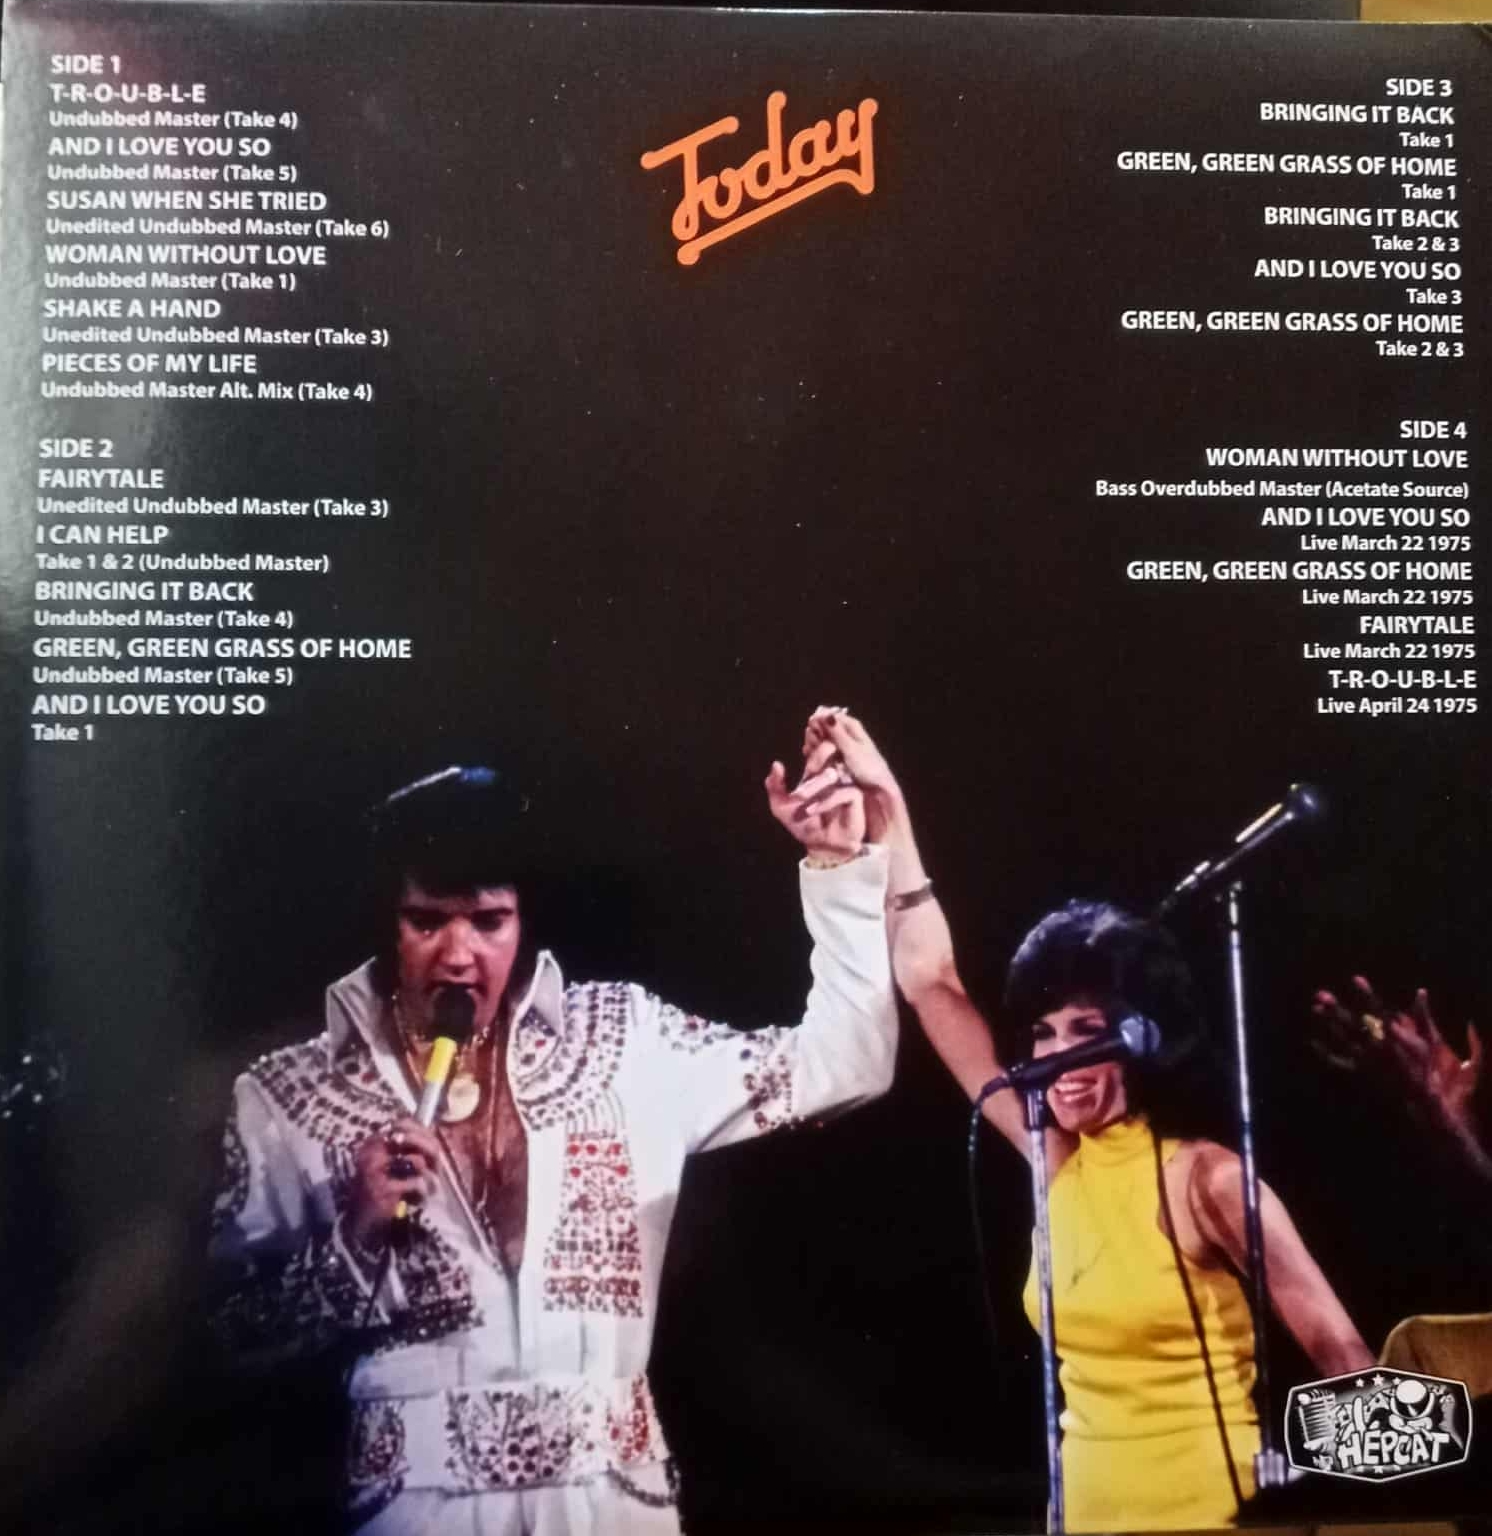 SIDE 1
T-R-O-U-B-L-E
Undubbed Master (Take 4)
AND I LOVE YOU SO
Undubbed Master (Take 5)
SUSAN WHEN SHE TRIED
Unedited Undubbed Master (Take 6)
WOMAN WITHOUT LOVE
Undubbed Master (Take 1)
SHAKE A HAND
Unedited Undubbed Master (Take 3)
PIECES OF MY LIFE
Undubbed Master Alt. Mix (Take 4)
SIDE 2
FAIRYTALE
Unedited Undubbed Master (Take 3)
I CAN HELP
Take 1 & 2 (Undubbed Master)
BRINGING IT BACK
Undubbed Master (Take 4)
GREEN, GREEN GRASS OF HOME
Undubbed Master (Take 5)
AND I LOVE YOU SO
Take 1
Today
SIDE 3
BRINGING IT BACK
Take 1
GREEN, GREEN GRASS OF HOME
Take 1
BRINGING IT BACK
Take 2 & 3
AND I LOVE YOU SO
Take 3
GREEN, GREEN GRASS OF HOME
Take 2 & 3
SIDE 4
WOMAN WITHOUT LOVE
Bass Overdubbed Master (Acetate Source)
AND I LOVE YOU SO
Live March 22 1975
GREEN, GREEN GRASS OF HOME
Live March 22 1975
FAIRYTALE
Live March 22 1975
T-R-O-U-B-L-E
Live April 24 1975
HEPCAT